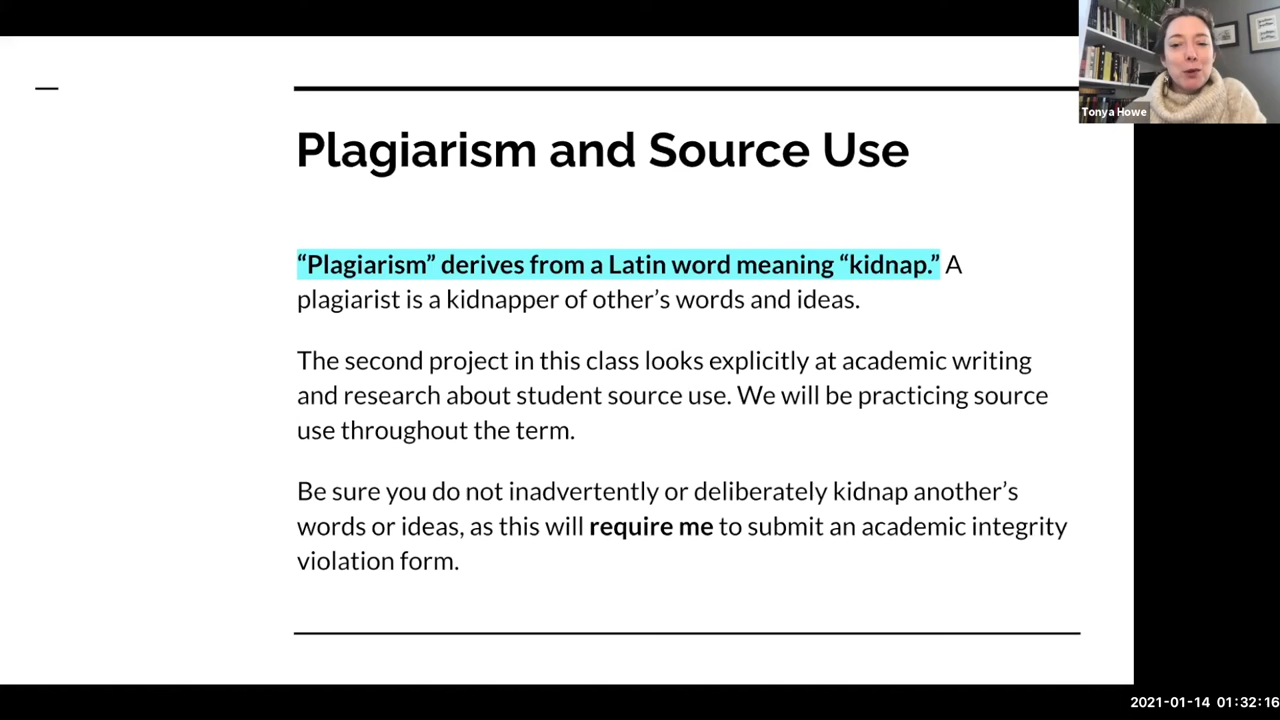 Tonya Howe
Plagiarism and Source Use
“Plagiarism” derives from a Latin word meaning “kidnap.” A
plagiarist is a kidnapper of other’s words and ideas.
The second project in this class looks explicitly at academic writing
and research about student source use. We will be practicing source
use throughout the term.
Be sure you do not inadvertently or deliberately kidnap another’s
words or ideas, as this will require me to submit an academic integrity
violation form.
2021-01-14 01:32:16